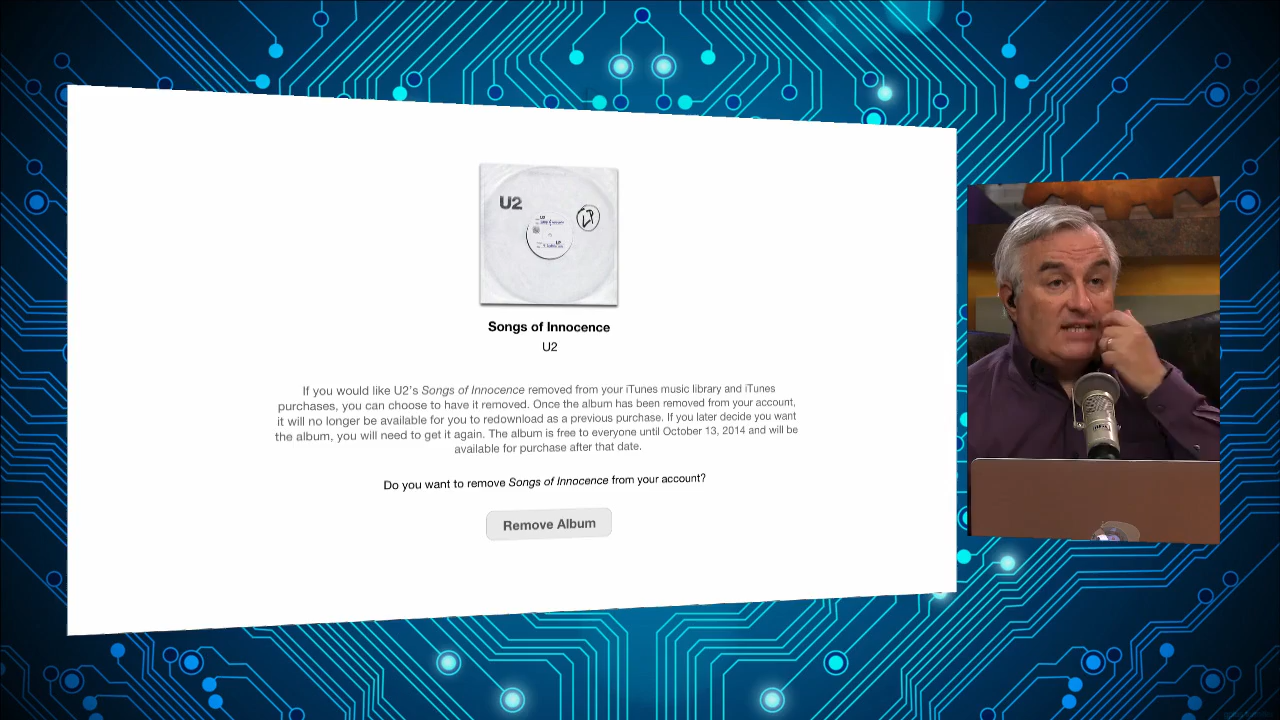 U2
Songs of Innocence
U2
If you would like U2's Songs of Innocence removed from your iTunes music library and iTunes
purchases, you can choose to have it removed. Once the album has been removed from your account,
it will no longer be available for you to redownload as a previous purchase. If you later decide you want
the album, you will need to get it again. The album is free to everyone until October 13, 2014 and will be
available for purchase after that date.
Do you want to remove Songs of Innocence from your account?
Remove Album